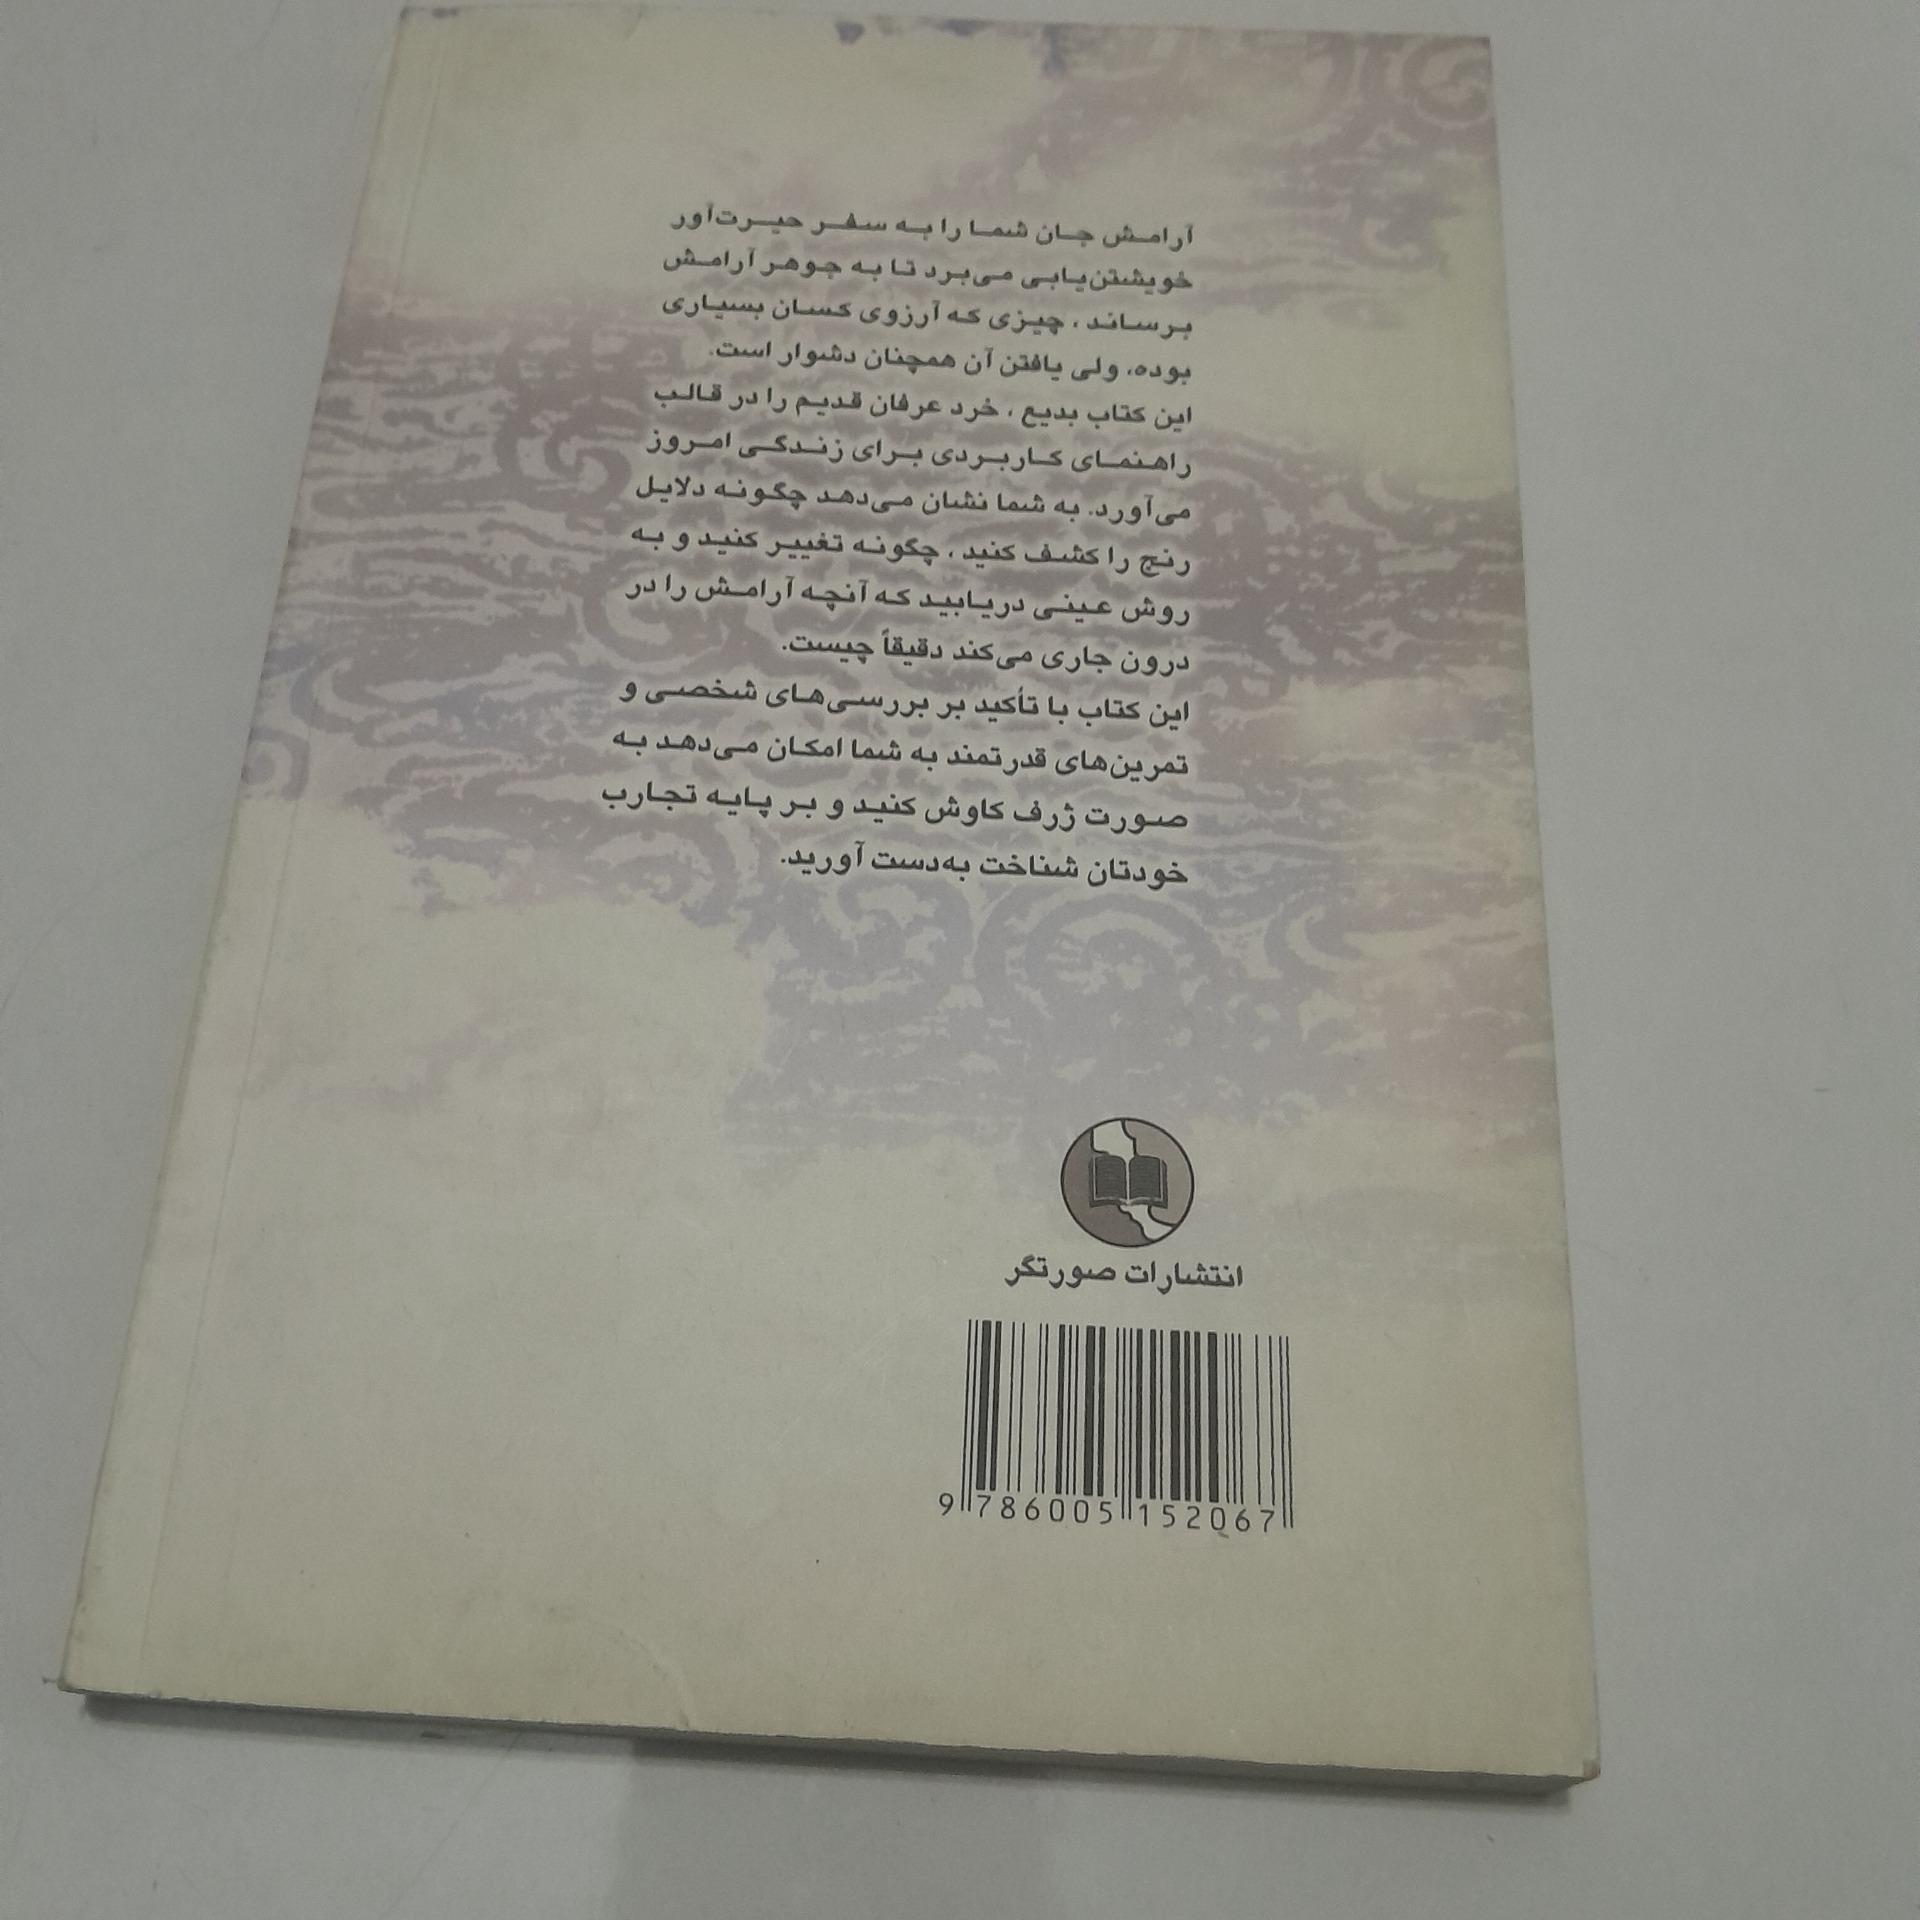 آرامش جان شما را به سفر حیرت‌آور
خویشتن‌یابی می‌برد تا به جوهر آرامش
برساند ، چیزی که آرزوی کسان بسیاری
بوده، ولی یافتن آن همچنان دشوار است.
این کتاب بدیع ، خرد عرفان قدیم را در قالب
راهنمای کاربردی برای زندگی امروز
می‌آورد. به شما نشان می‌دهد چگونه دلایل
رنج را کشف کنید ، چگونه تغییر کنید و به
روش عینی دریابید که آنچه آرامش را در
درون جاری می‌کند دقیقاً چیست.
این کتاب با تأکید بر بررسی‌های شخصی و
تمرین‌های قدرتمند به شما امکان می‌دهد به
صورت ژرف کاوش کنید و بر پایه تجارب
خودتان شناخت به‌دست آورید.
انتشارات صورتگر
9 786005 152067